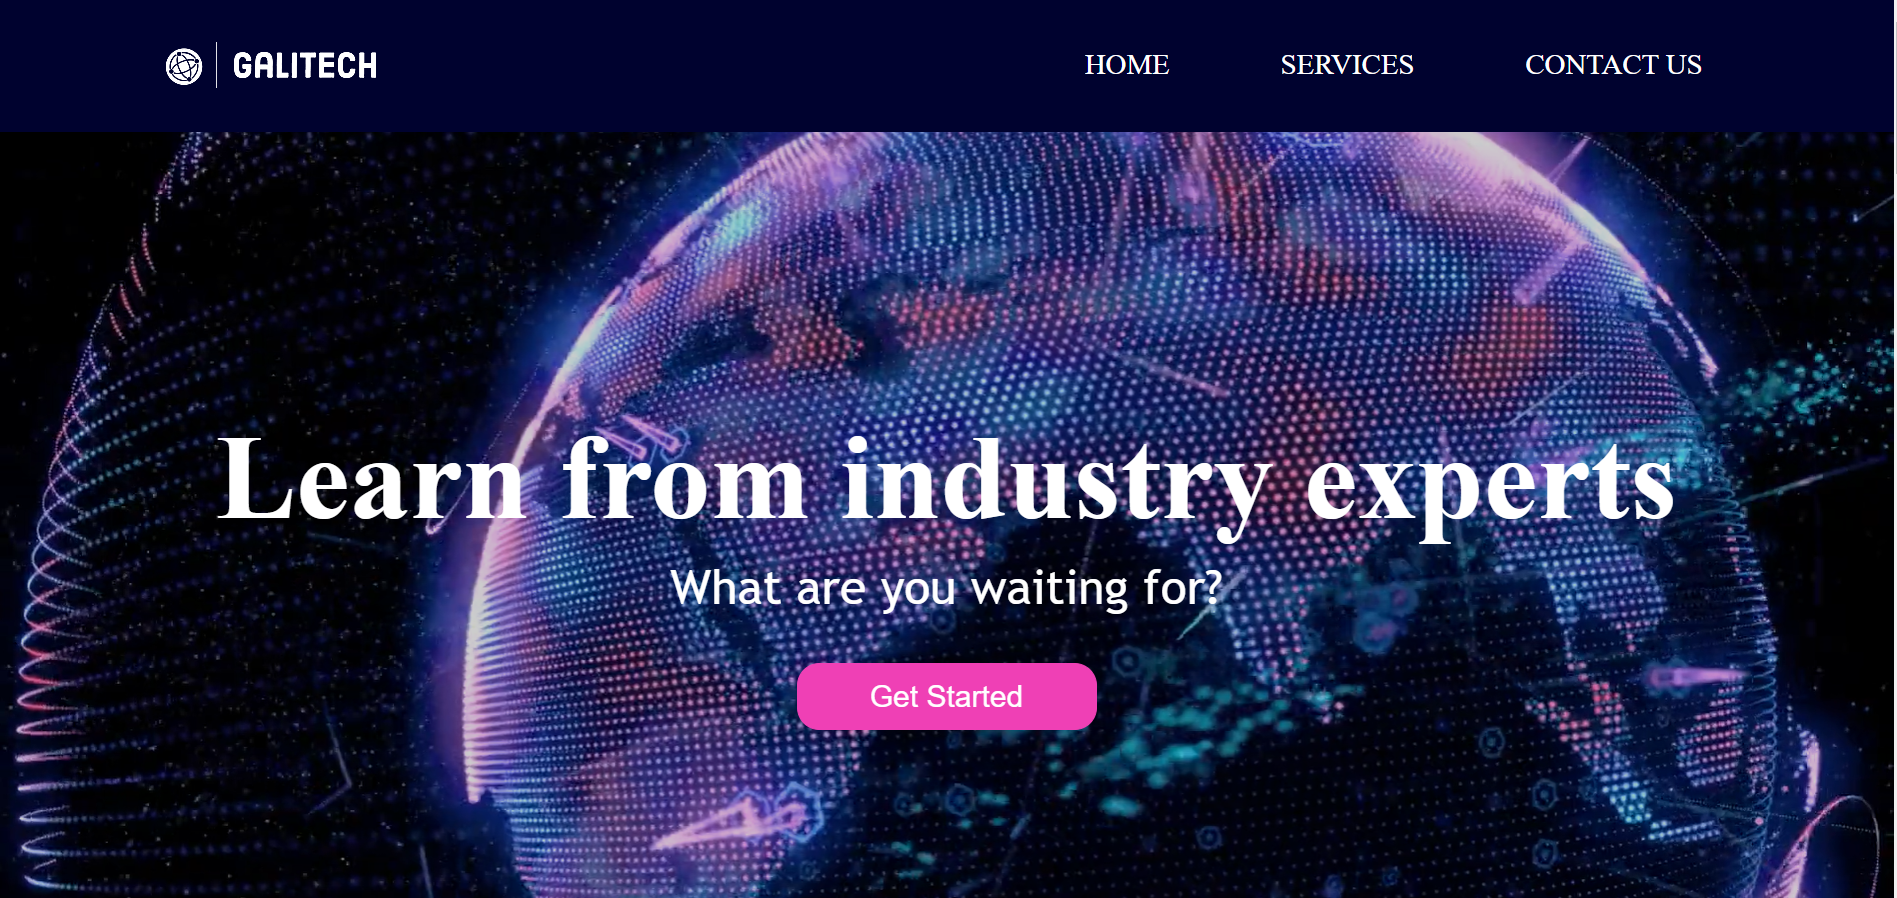 GALITECH
HOME SERVICES CONTACT US
Learn from industry experts
What are you waiting for?
Get Started